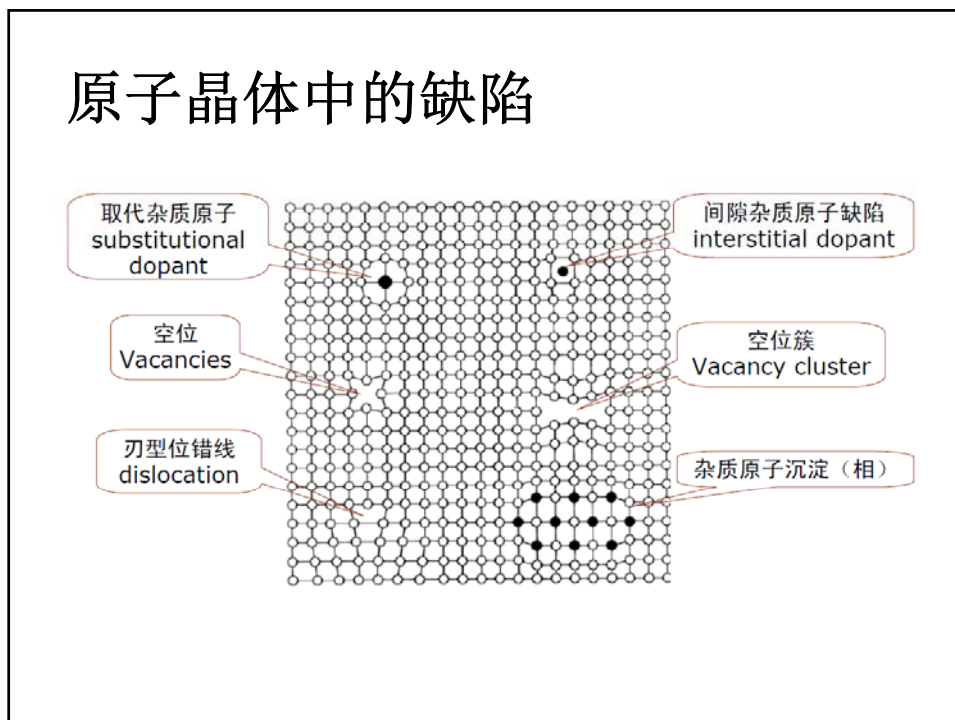 原子晶体中的缺陷
取代杂质原子
substitutional
dopant
间隙杂质原子缺陷
interstitial dopant
空位
Vacancies
空位簇
Vacancy cluster
刃型位错线
dislocation
杂质原子沉淀（相）